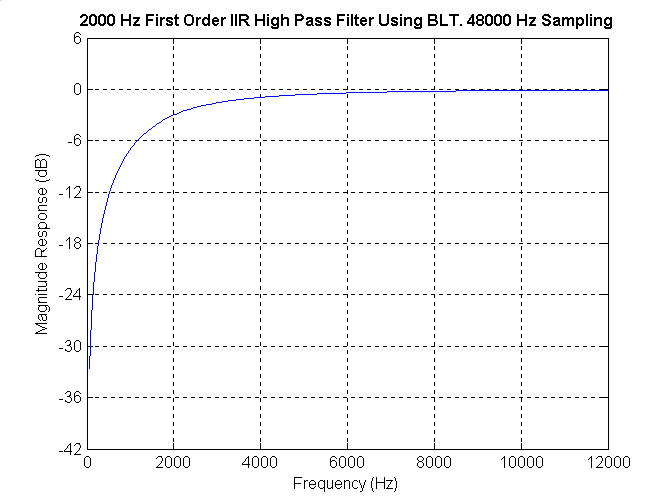 2000 Hz First Order IIR High Pass Filter Using BLT. 48000 Hz Sampling
6
0
-6
-12
-18
-24
-30
-36
-42
Magnitude Response (dB)
0 2000 4000 6000 8000 10000 12000
Frequency (Hz)